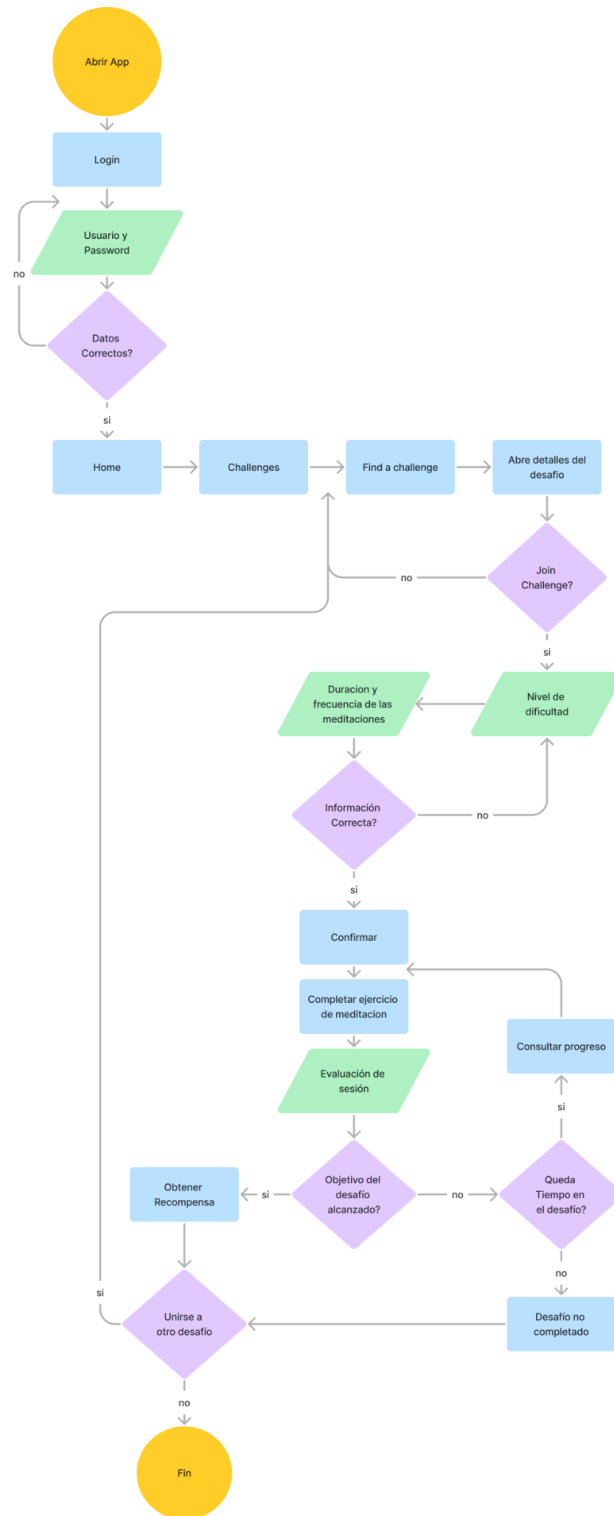 Abrir App
Login
Usuario y
Password
no
Datos
Correctos?
si
Home
Challenges
Find a challenge
Abre detalles del
desafio
Join
Challenge?
no
si
Duracion y
frecuencia de las
meditaciones
Nivel de
dificultad
Información
Correcta?
no
si
Confirmar
Completar ejercicio
de meditacion
Consultar progreso
Evaluación de
sesión
si
Obtener
Recompensa
si
Objetivo del
desafío
alcanzado?
no
Queda
Tiempo en
el desafío?
no
si
Unirse a
otro desafío
Desafío no
completado
no
Fin